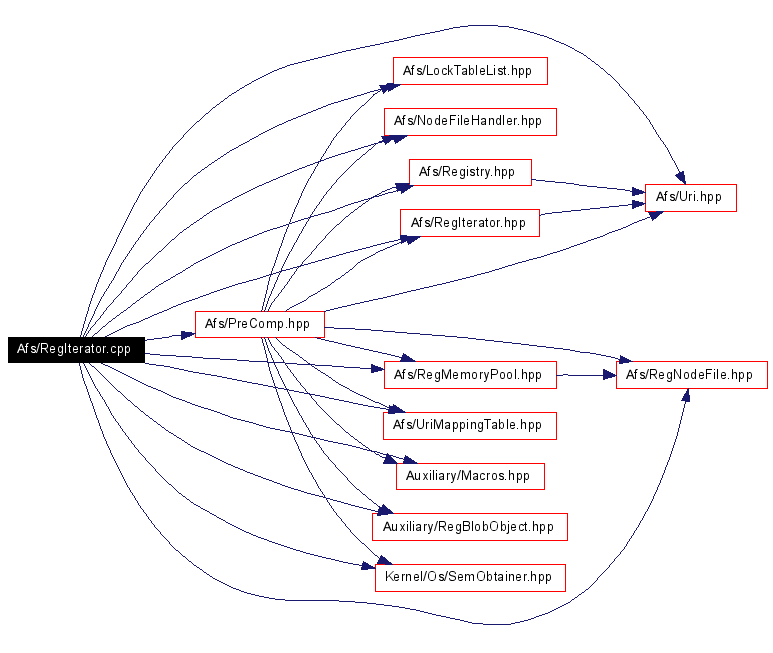 Afs/LockTableList.hpp
Afs/NodeFileHandler.hpp
Afs/Registry.hpp
Afs/Uri.hpp
Afs/RegIterator.hpp
Afs/PreComp.hpp
Afs/RegIterator.cpp
Afs/RegMemoryPool.hpp
Afs/RegNodeFile.hpp
Afs/UriMappingTable.hpp
Auxiliary/Macros.hpp
Auxiliary/RegBlobObject.hpp
Kernel/Os/SemObtainer.hpp